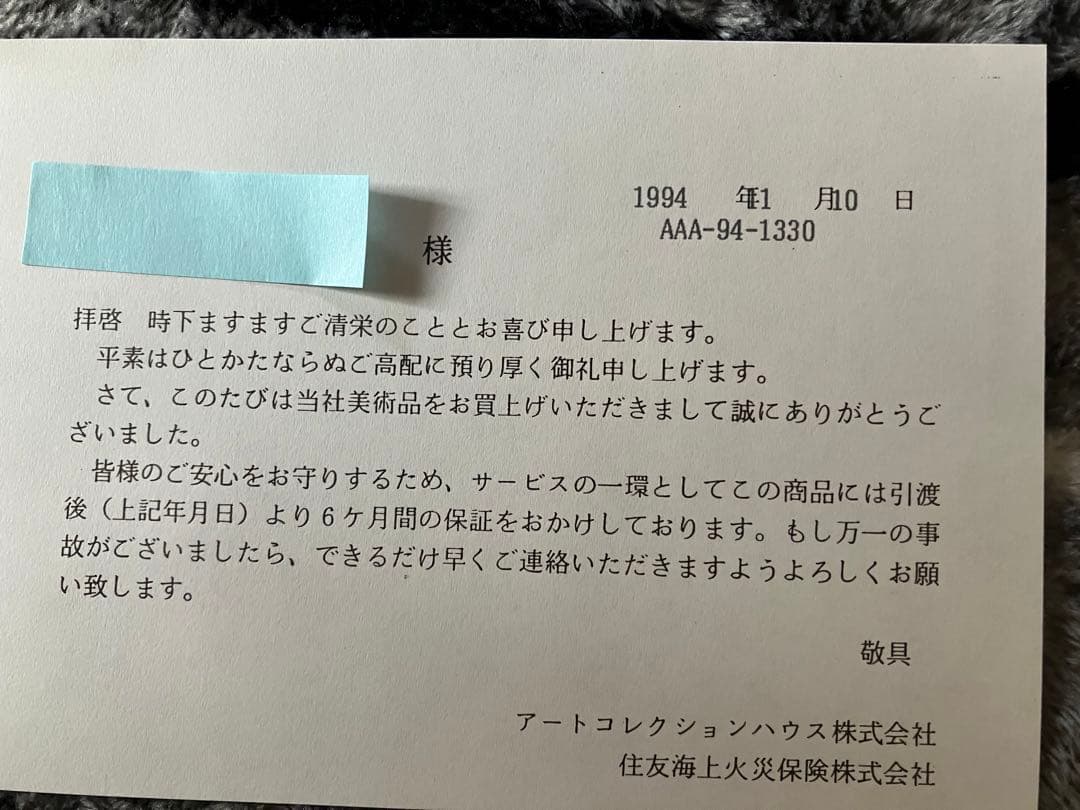 1994 年11 月10 日
AAA-94-1330
様
拝啓 時下ますますご清栄のこととお喜び申し上げます。
平素はひとかたならぬご高配に預り厚く御礼申し上げます。
さて、このたびは当社美術品をお買上げいただきまして誠にありがとうご
ざいました。
皆様のご安心をお守りするため、サービスの一環としてこの商品には引渡
後（上記年月日）より６ケ月間の保証をおかけしております。もし万一の事
故がございましたら、できるだけ早くご連絡いただきますようよろしくお願
い致します。
敬具
アートコレクションハウス株式会社
住友海上火災保険株式会社